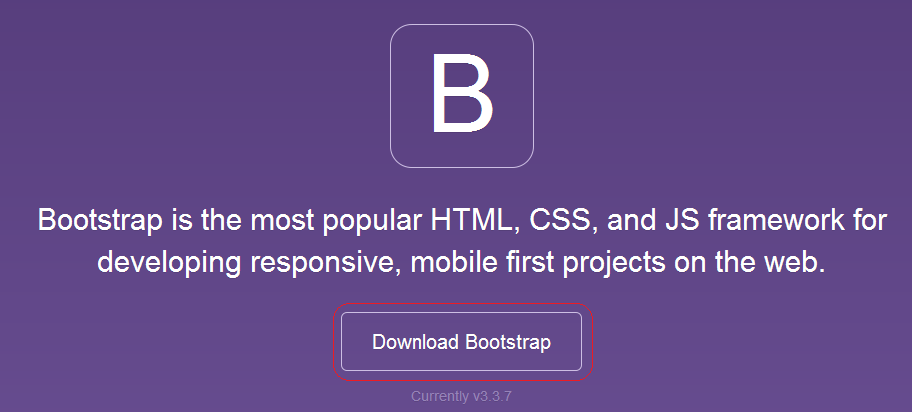 B
Bootstrap is the most popular HTML, CSS, and JS framework for
developing responsive, mobile first projects on the web.
Download Bootstrap
Currently v3.3.7